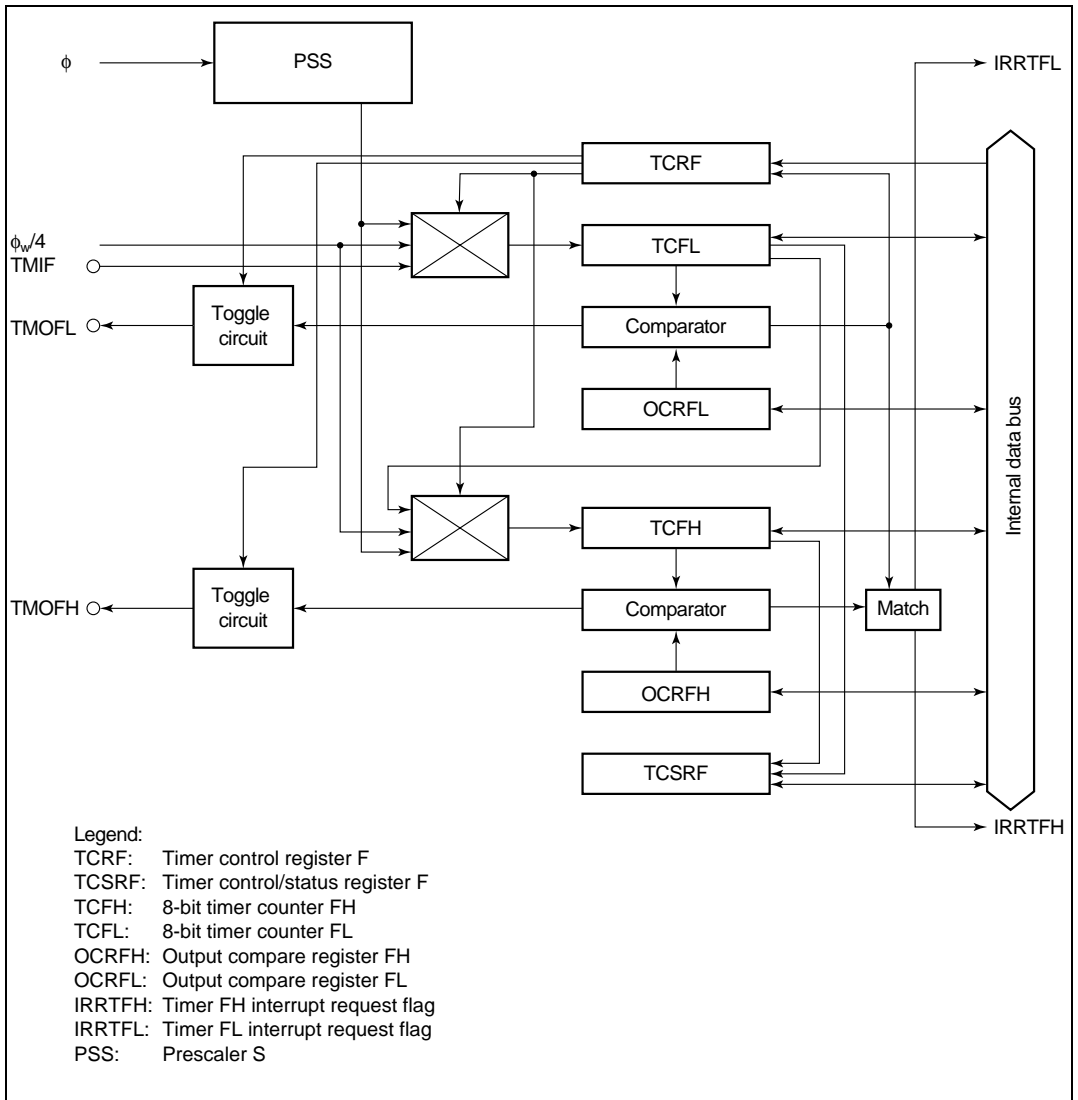 ϕ
PSS
IRRTFL
TCRF
ϕw/4
TMIF
TCFL
TMOFL
Toggle
circuit
Comparator
OCRFL
Internal data bus
TCFH
TMOFH
Toggle
circuit
Comparator
Match
OCRFH
TCSRF
IRRTFH
Legend:
TCRF: Timer control register F
TCSRF: Timer control/status register F
TCFH: 8-bit timer counter FH
TCFL: 8-bit timer counter FL
OCRFH: Output compare register FH
OCRFL: Output compare register FL
IRRTFH: Timer FH interrupt request flag
IRRTFL: Timer FL interrupt request flag
PSS: Prescaler S